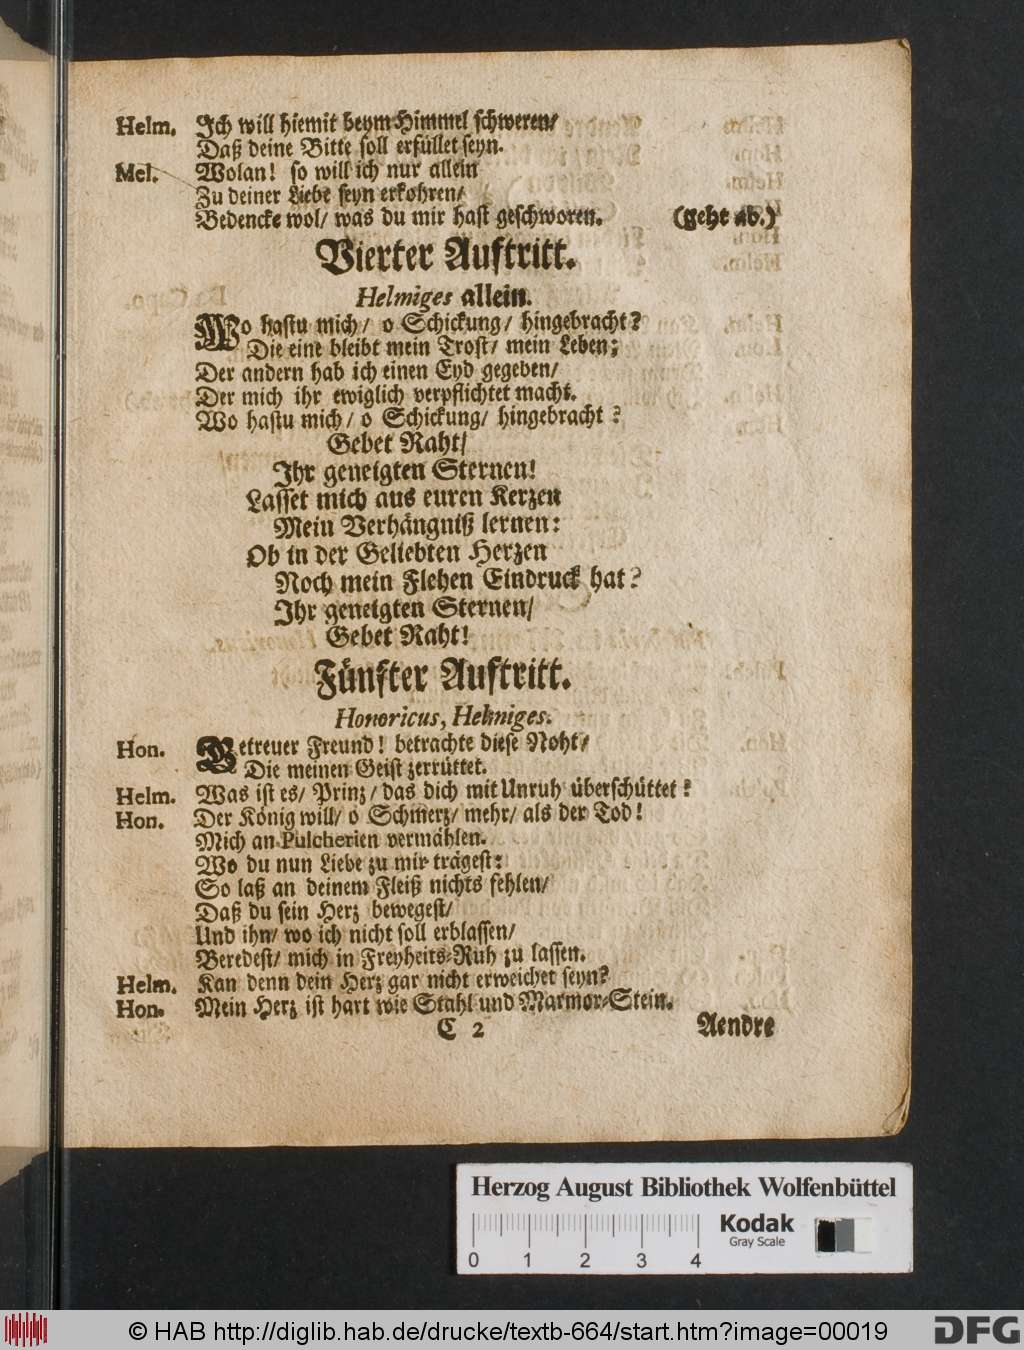 Helm. Ich will hiemit beym Himmel schweren/
Daß deine Bitte soll erfüllet seyn.
Mel. Wolan! so will ich nur allein
Zu deiner Liebe seyn erkohren/
Bedencke wol/ was du mir hast geschworen. (geht ab.)
Vierter Auftritt.
Helmiges allein.
Wo hastu mich/ o Schickung/ hingebracht?
Die eine bleibt mein Trost/ mein Leben;
Der andern hab ich einen Eyd gegeben/
Der mich ihr ewiglich verpflichtet macht.
Wo hastu mich/ o Schickung/ hingebracht?
Gebet Raht/
Ihr geneigten Sternen!
Lasset mich aus euren Kerzen
Mein Verhängniß lernen:
Ob in der Geliebten Herzen
Noch mein Flehen Eindruck hat?
Ihr geneigten Sternen/
Gebet Raht!
Fünfter Auftritt.
Honoricus, Helmiges.
Hon. Getreuer Freund! betrachte diese Noht/
Die meinen Geist zerrüttet.
Helm. Was ist es/ Prinz/ das dich mit Unruh überschüttet?
Hon. Der König will/ o Schmerz/ mehr/ als der Tod!
Mich an Pulcherien vermählen.
Wo du nun Liebe zu mir trägest:
So laß an deinem Fleiß nichts fehlen/
Daß du sein Herz bewegest/
Und ihn/ wo ich nicht soll erblassen/
Beredest/ mich in Freyheits-Ruh zu lassen.
Helm. Kan denn dein Herz gar nicht erweichet seyn?
Hon. Mein Herz ist hart wie Stahl und Marmor-Stein.
C 2 Aendre
Herzog August Bibliothek Wolfenbüttel
Kodak
Gray Scale
0 1 2 3 4
© HAB http://diglib.hab.de/drucke/textb-664/start.htm?image=00019
DFG